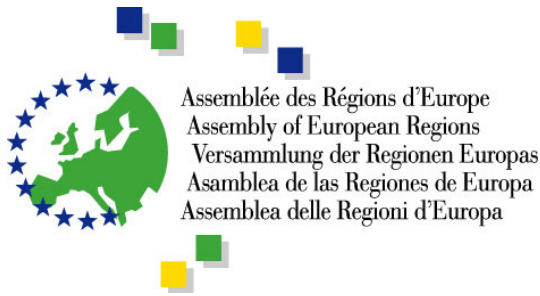 Assemblée des Régions d'Europe
Assembly of European Regions
Versammlung der Regionen Europas
Asamblea de las Regiones de Europa
Assemblea delle Regioni d'Europa